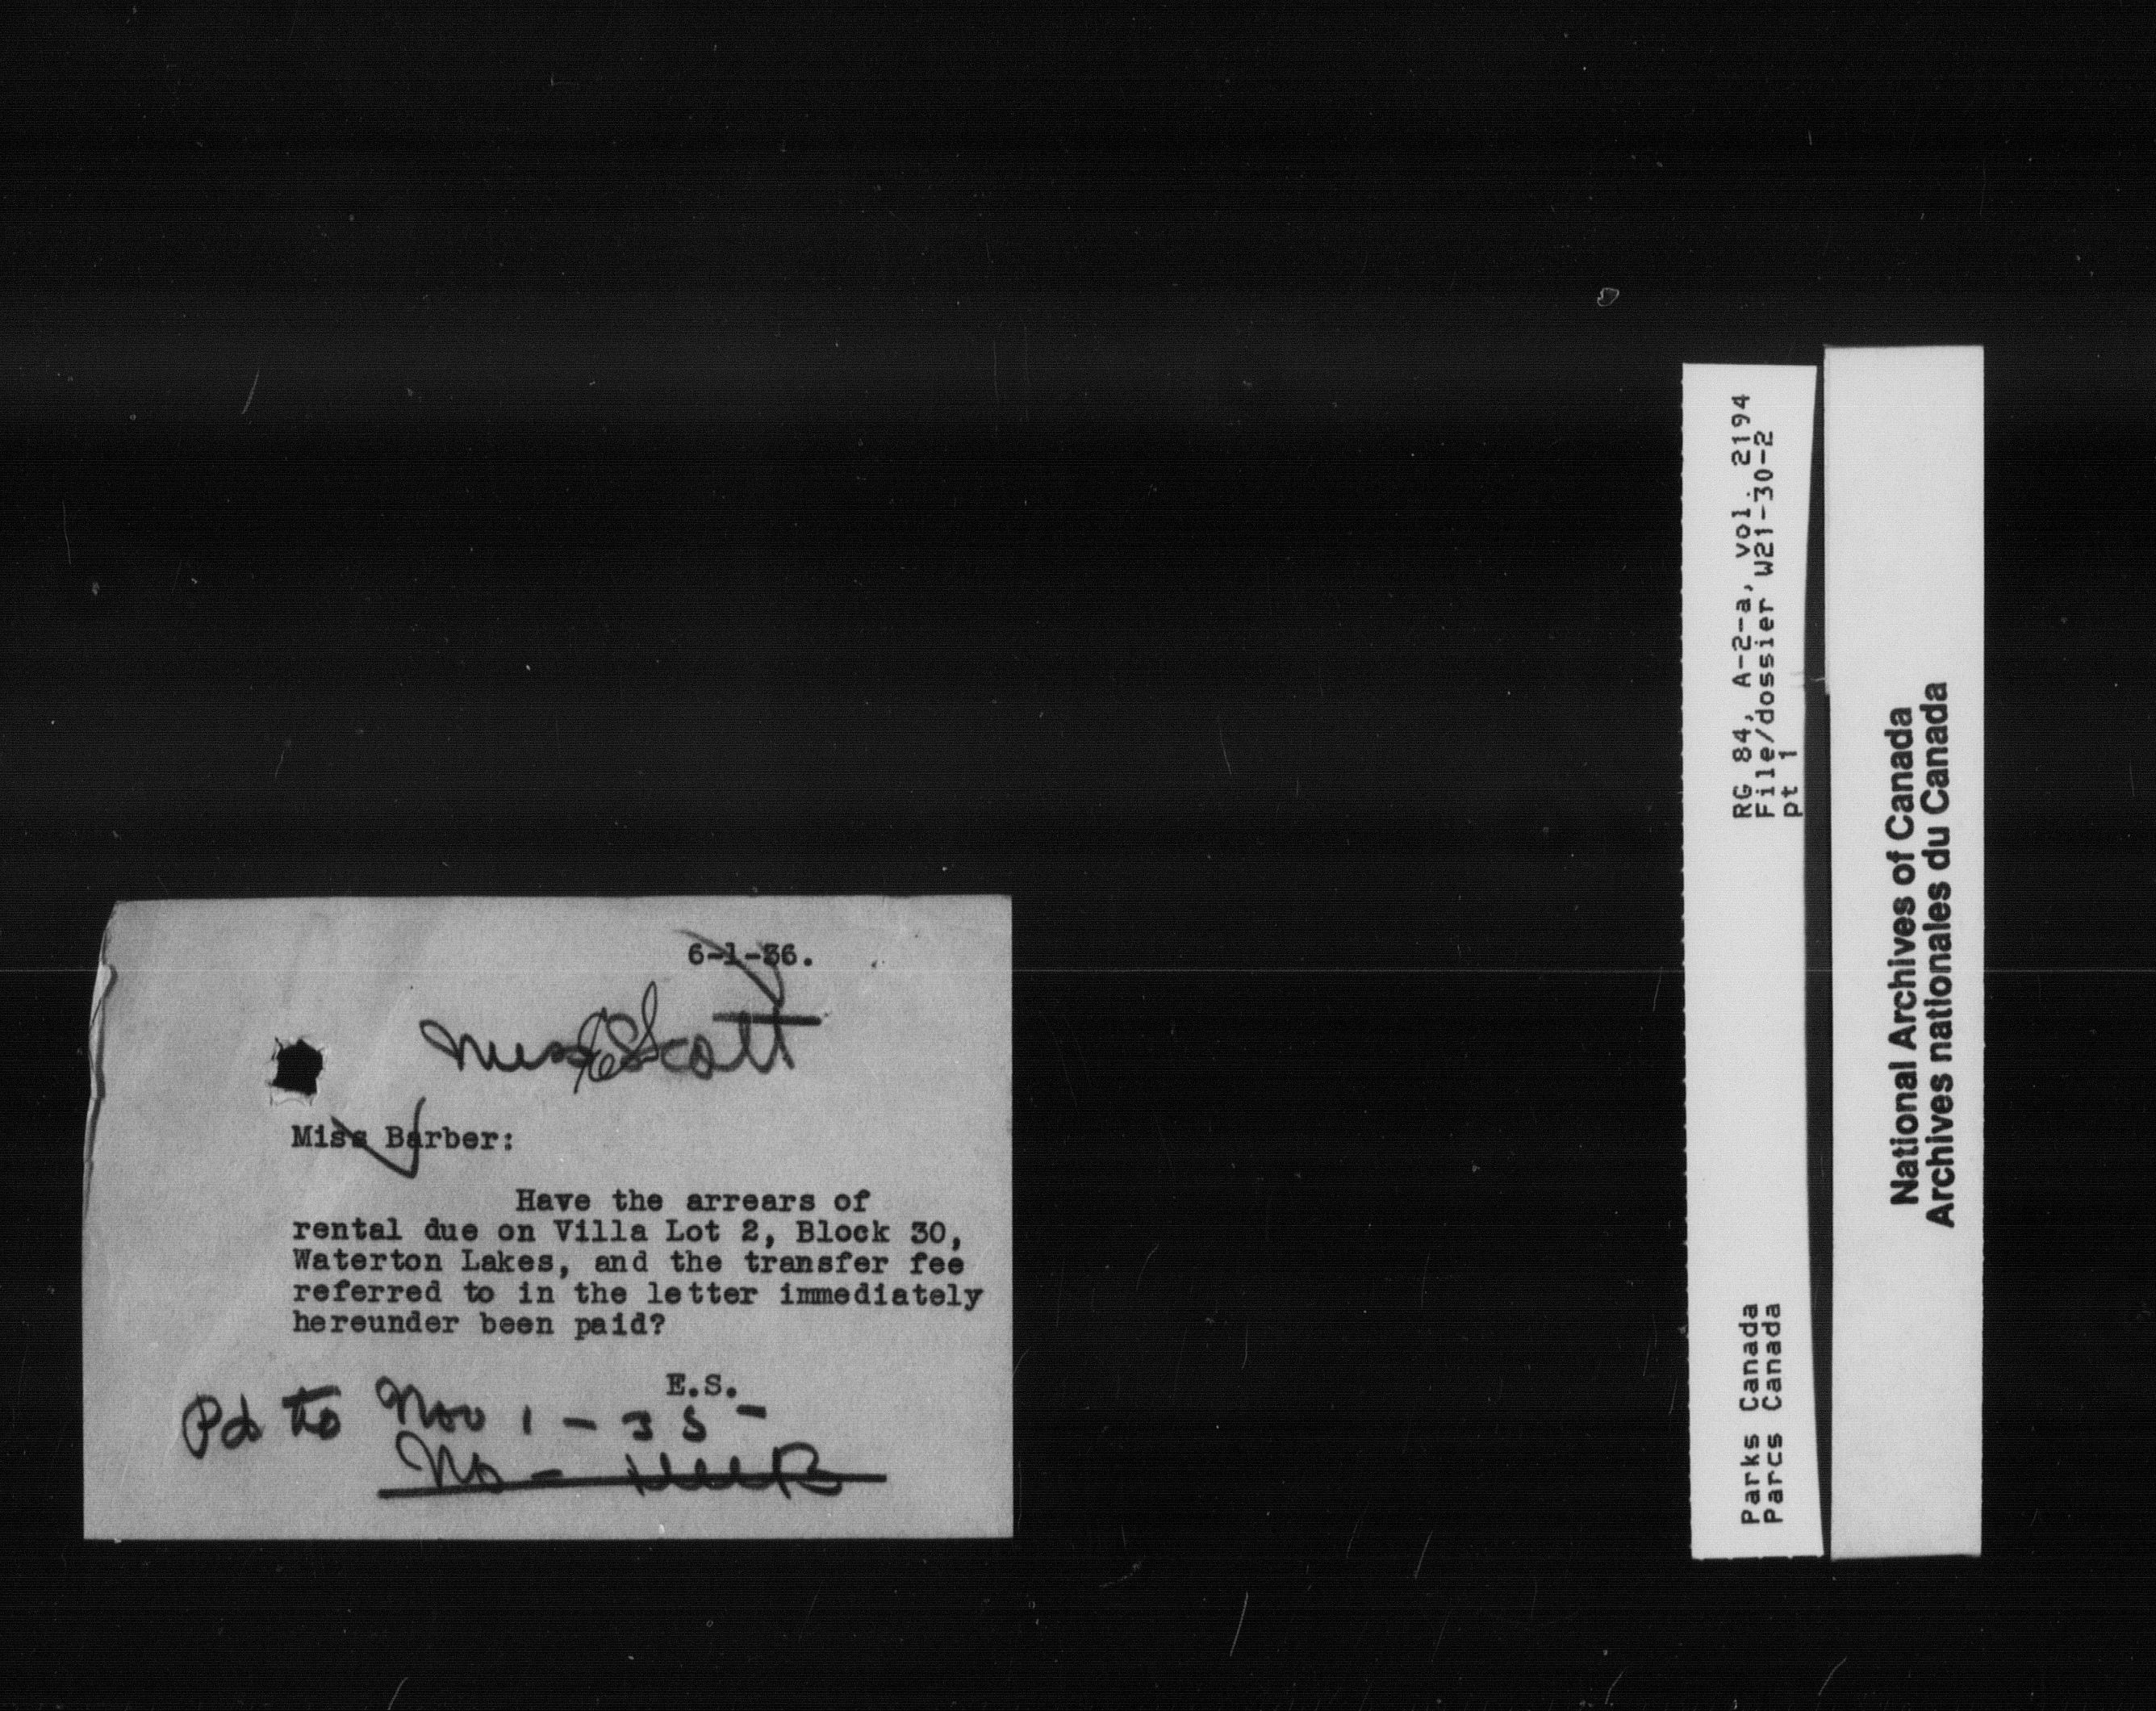 6-1-36.
Miss Scott
Miss Barber:
Have the arrears of
rental due on Villa Lot 2, Block 30,
Waterton Lakes, and the transfer fee
referred to in the letter immediately
hereunder been paid?
E.S.
Pd to Nov 1 - 35 -
No -
RG 84, A-2-a, vol. 2194
File/dossier W21-30-2
pt 1
Parks Canada
Parcs Canada
National Archives of Canada
Archives nationales du Canada